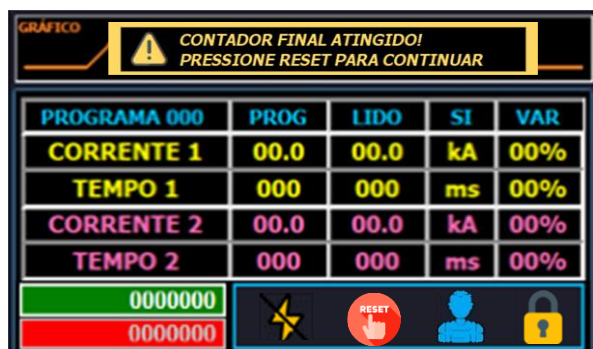 GRÁFICO
CONTADOR FINAL ATINGIDO!
PRESSIONE RESET PARA CONTINUAR
PROGRAMA 000 PROG LIDO SI VAR
CORRENTE 1 00.0 00.0 kA 00%
TEMPO 1 000 000 ms 00%
CORRENTE 2 00.0 00.0 kA 00%
TEMPO 2 000 000 ms 00%
0000000
RESET
0000000